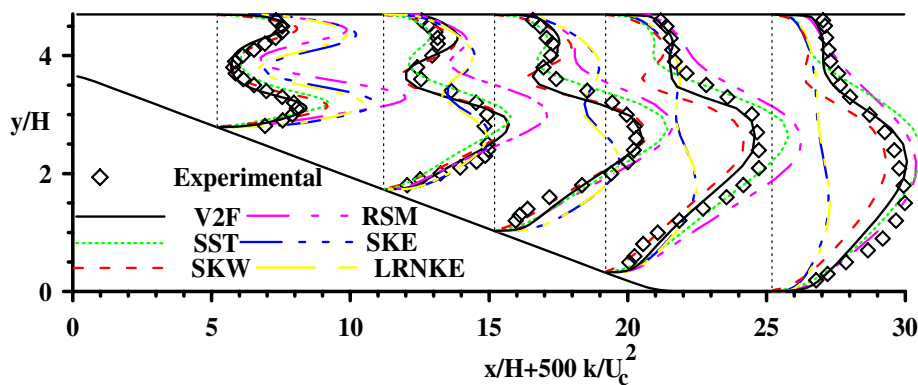 4
y/H
2
0
Experimental
V2F RSM
SST SKE
SKW LRNKE
0 5 10 15 20 25 30
x/H+500 k/U_c^2